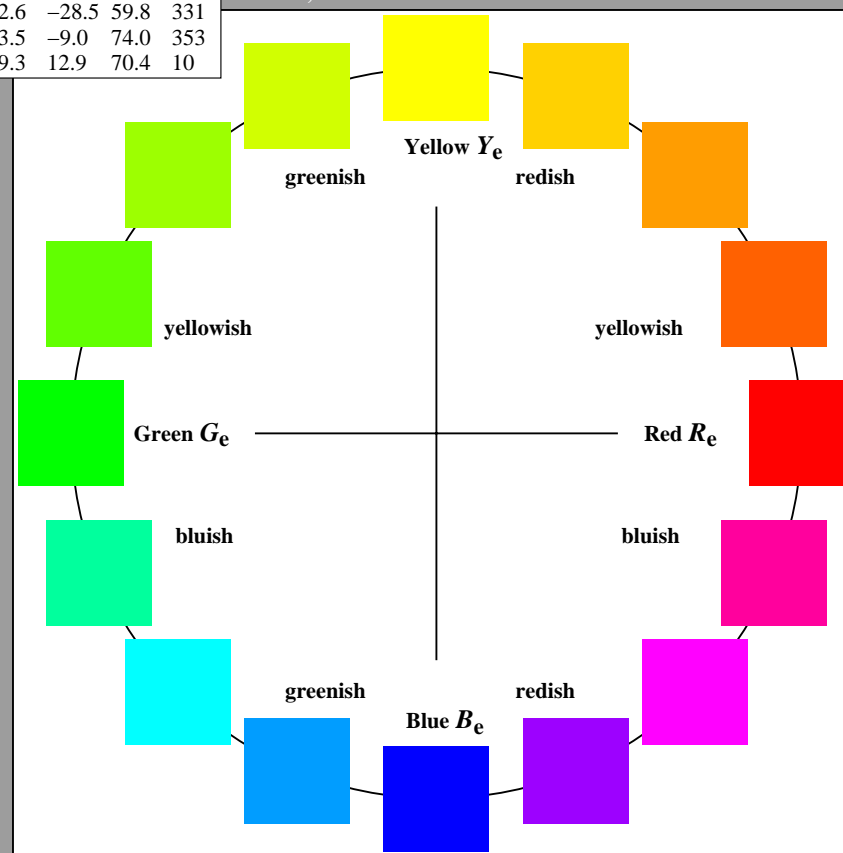 2.6 −28.5 59.8 331
3.5 −9.0 74.0 353
9.3 12.9 70.4 10
Yellow Ye
greenish redish
yellowish yellowish
Green Ge Red Re
bluish bluish
greenish redish
Blue Be